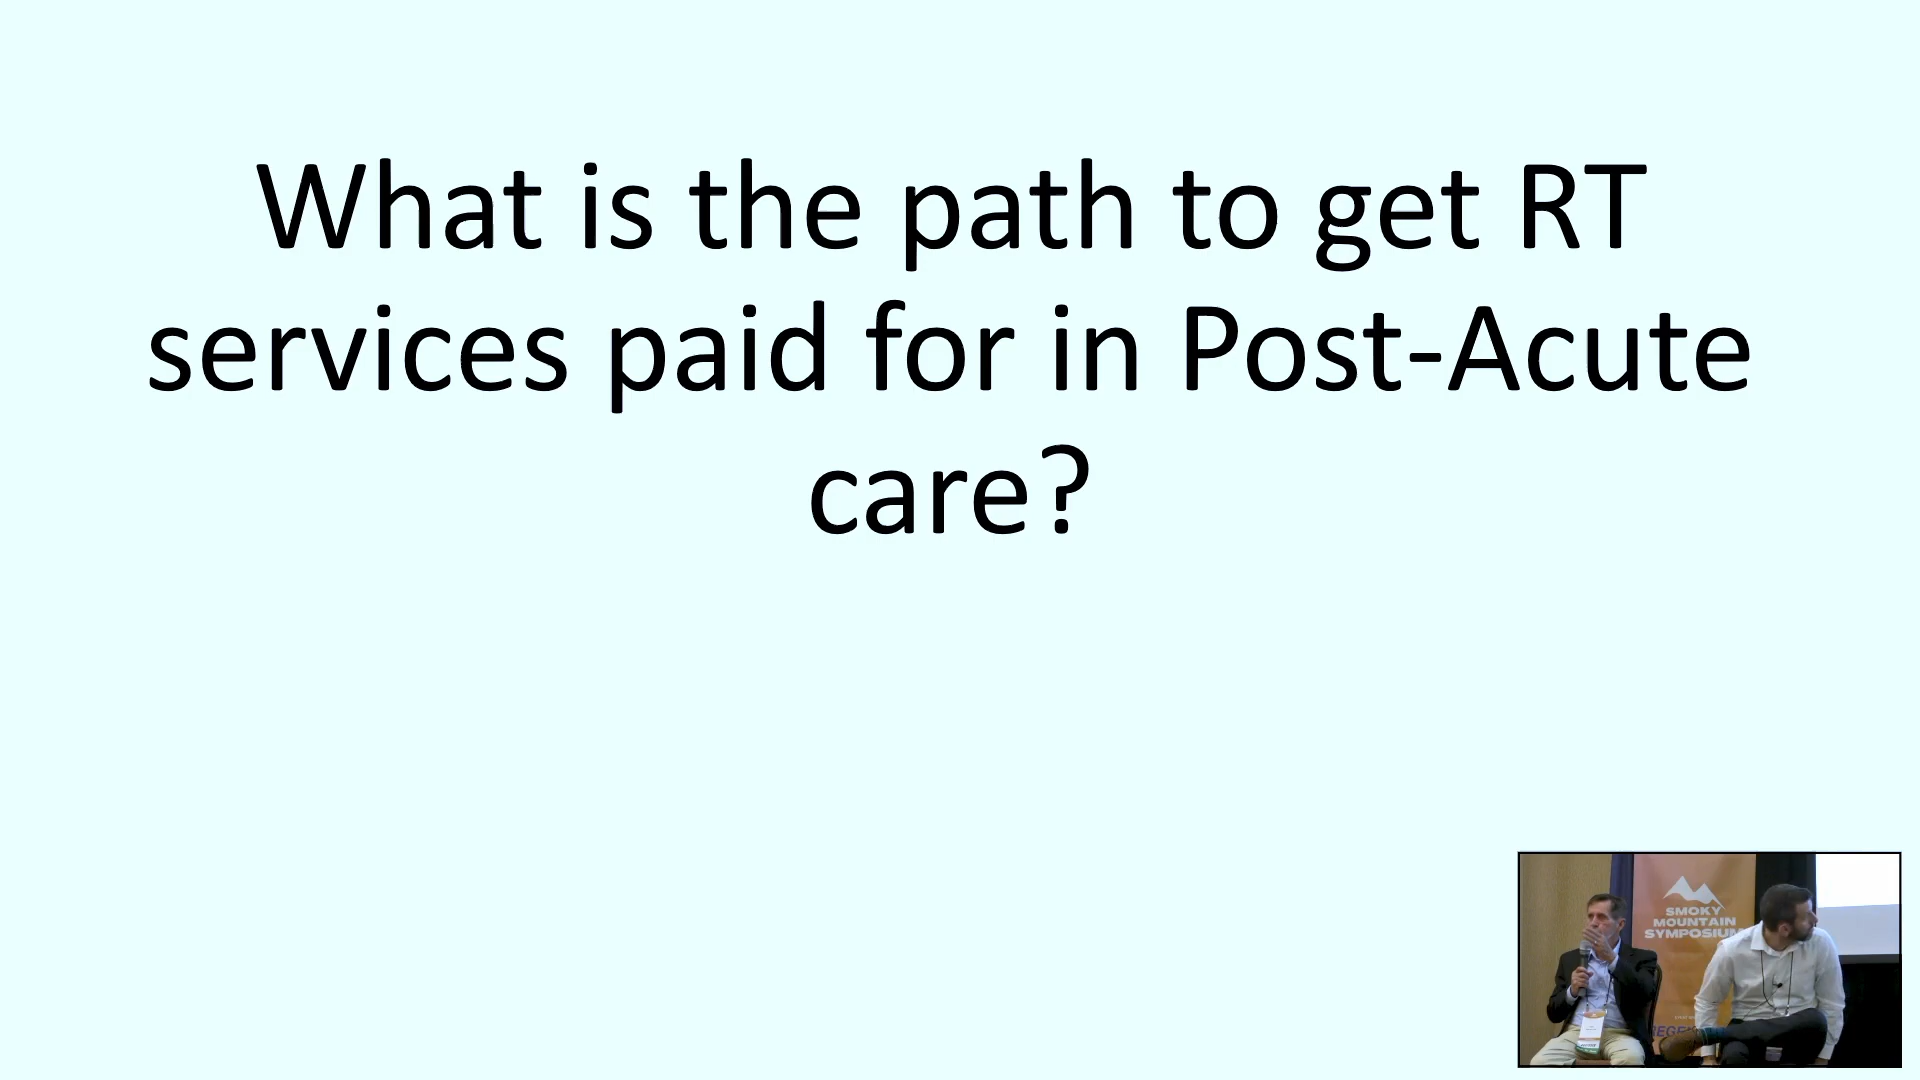 What is the path to get RT
services paid for in Post-Acute
care?
SMOKY
MOUNTAIN
SYMPOSIUM